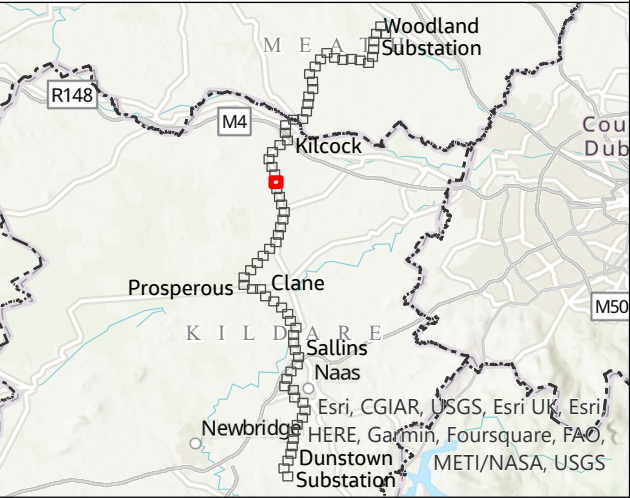 Woodland
Substation
MEATH
R148
M4
Cou
Dub
Kilcock
Prosperous
Clane
M50
KILDARE
Sallins
Naas
Newbridge
Esri, CGIAR, USGS, Esri UK, Esri,
HERE, Garmin, Foursquare, FAO,
METI/NASA, USGS
Dunstown
Substation